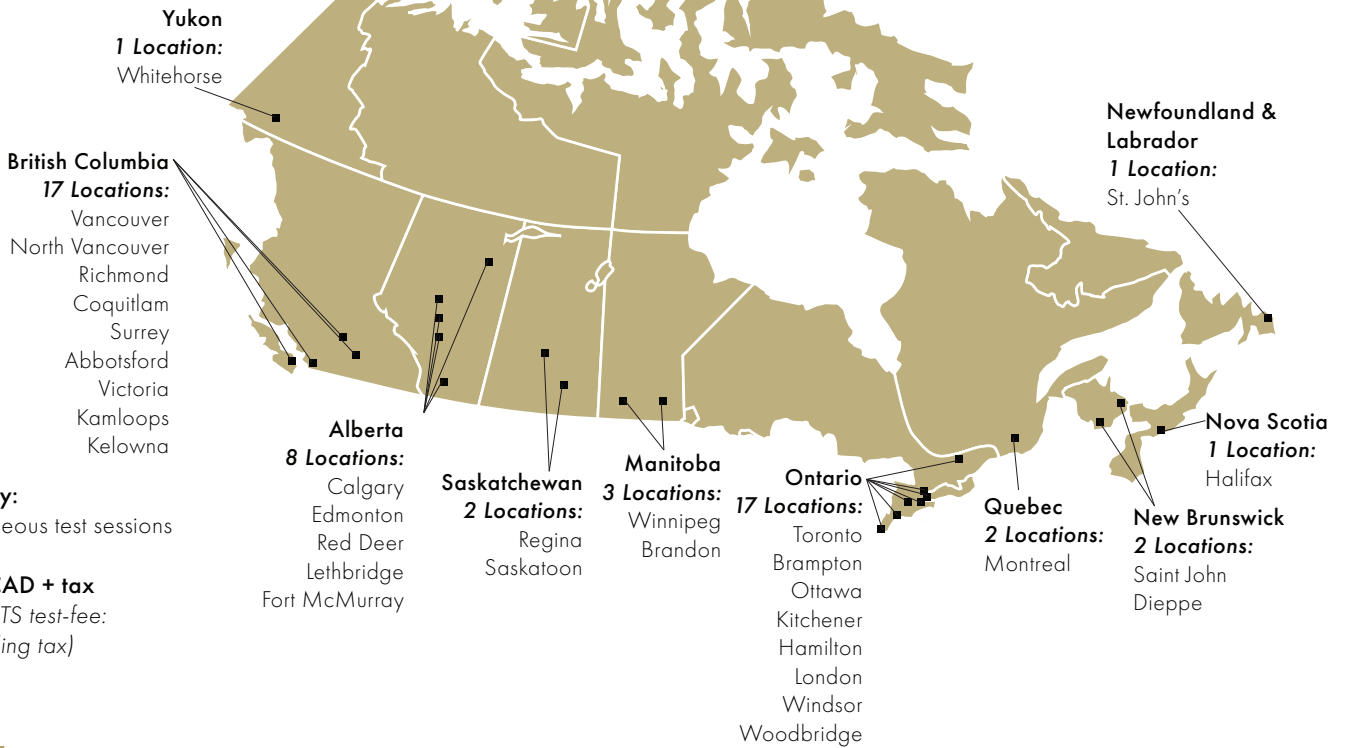 Yukon
1 Location:
Whitehorse
British Columbia
17 Locations:
Vancouver
North Vancouver
Richmond
Coquitlam
Surrey
Abbotsford
Victoria
Kamloops
Kelowna
y:
eous test sessions
CAD + tax
TS test-fee:
ing tax)
Alberta
8 Locations:
Calgary
Edmonton
Red Deer
Lethbridge
Fort McMurray
Saskatchewan
2 Locations:
Regina
Saskatoon
Manitoba
3 Locations:
Winnipeg
Brandon
Ontario
17 Locations:
Toronto
Brampton
Ottawa
Kitchener
Hamilton
London
Windsor
Woodbridge
Quebec
2 Locations:
Montreal
New Brunswick
2 Locations:
Saint John
Dieppe
Nova Scotia
1 Location:
Halifax
Newfoundland &
Labrador
1 Location:
St. John's